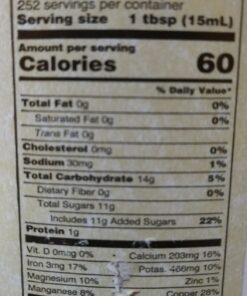 252 servings per container
Serving size 1 tbsp (15mL)
Amount per serving
Calories 60
% Daily Value*
Total Fat 0g 0%
Saturated Fat 0g 0%
Trans Fat 0g
Cholesterol 0mg 0%
Sodium 30mg 1%
Total Carbohydrate 14g 5%
Dietary Fiber 0g 0%
Total Sugars 11g
Includes 11g Added Sugars 22%
Protein 1g
Vit. D 0mcg 0% • Calcium 203mg 16%
Iron 3mg 17% • Potas. 466mg 10%
Magnesium 10% • Zinc 1%
Manganese 8% • Copper 28%